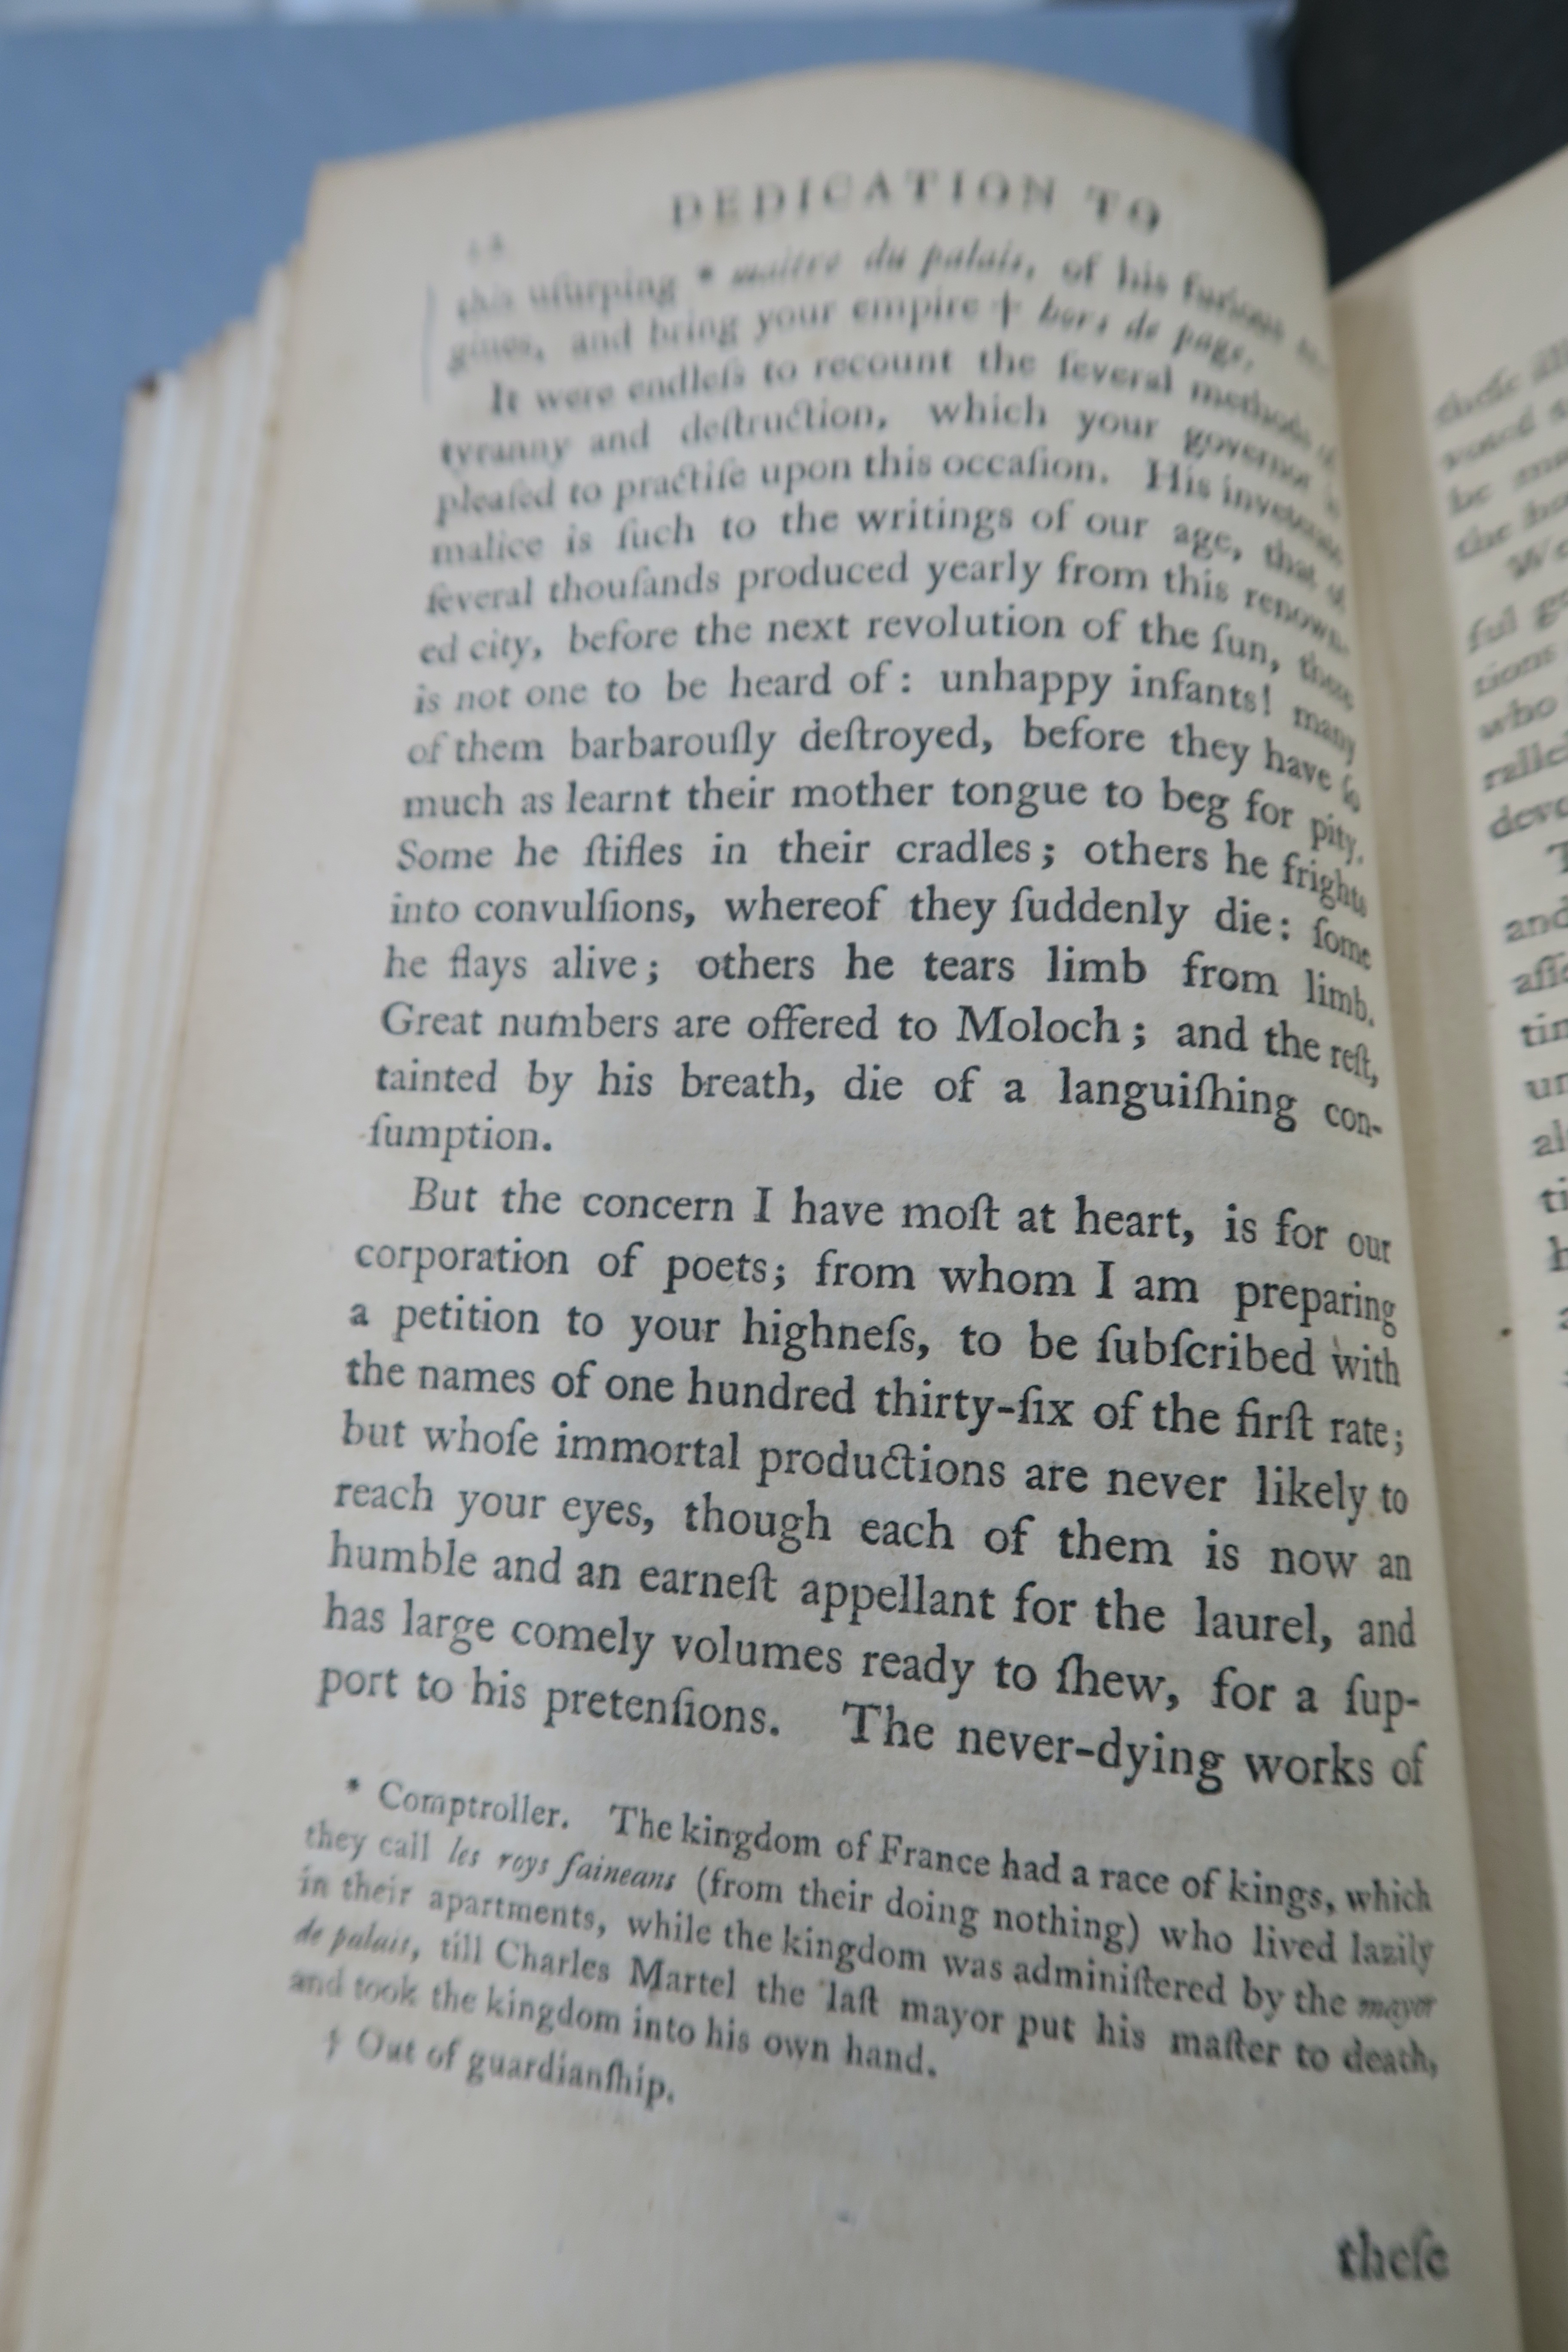 DEDICATION TO
this uſurping * maitre du palais, of his furious en-
gines, and bring your empire † hors de page.
It were endleſs to recount the ſeveral methods of
tyranny and deſtruction, which your governor is
pleaſed to practiſe upon this occaſion. His inveterate
malice is ſuch to the writings of our age, that of
ſeveral thouſands produced yearly from this renown-
ed city, before the next revolution of the ſun, there
is not one to be heard of: unhappy infants! many
of them barbarouſly deſtroyed, before they have ſo
much as learnt their mother tongue to beg for pity.
Some he ſtifles in their cradles; others he frights
into convulſions, whereof they ſuddenly die: ſome
he flays alive; others he tears limb from limb.
Great numbers are offered to Moloch; and the reſt,
tainted by his breath, die of a languiſhing con-
ſumption.
But the concern I have moſt at heart, is for our
corporation of poets; from whom I am preparing
a petition to your highneſs, to be ſubſcribed with
the names of one hundred thirty-ſix of the firſt rate;
but whoſe immortal productions are never likely to
reach your eyes, though each of them is now an
humble and an earneſt appellant for the laurel, and
has large comely volumes ready to ſhew, for a ſup-
port to his pretenſions. The never-dying works of
* Comptroller. The kingdom of France had a race of kings, which
they call les roys faineans (from their doing nothing) who lived lazily
in their apartments, while the kingdom was adminiſtered by the mayor
de palais, till Charles Martel the laſt mayor put his maſter to death,
and took the kingdom into his own hand.
† Out of guardianſhip.
theſe